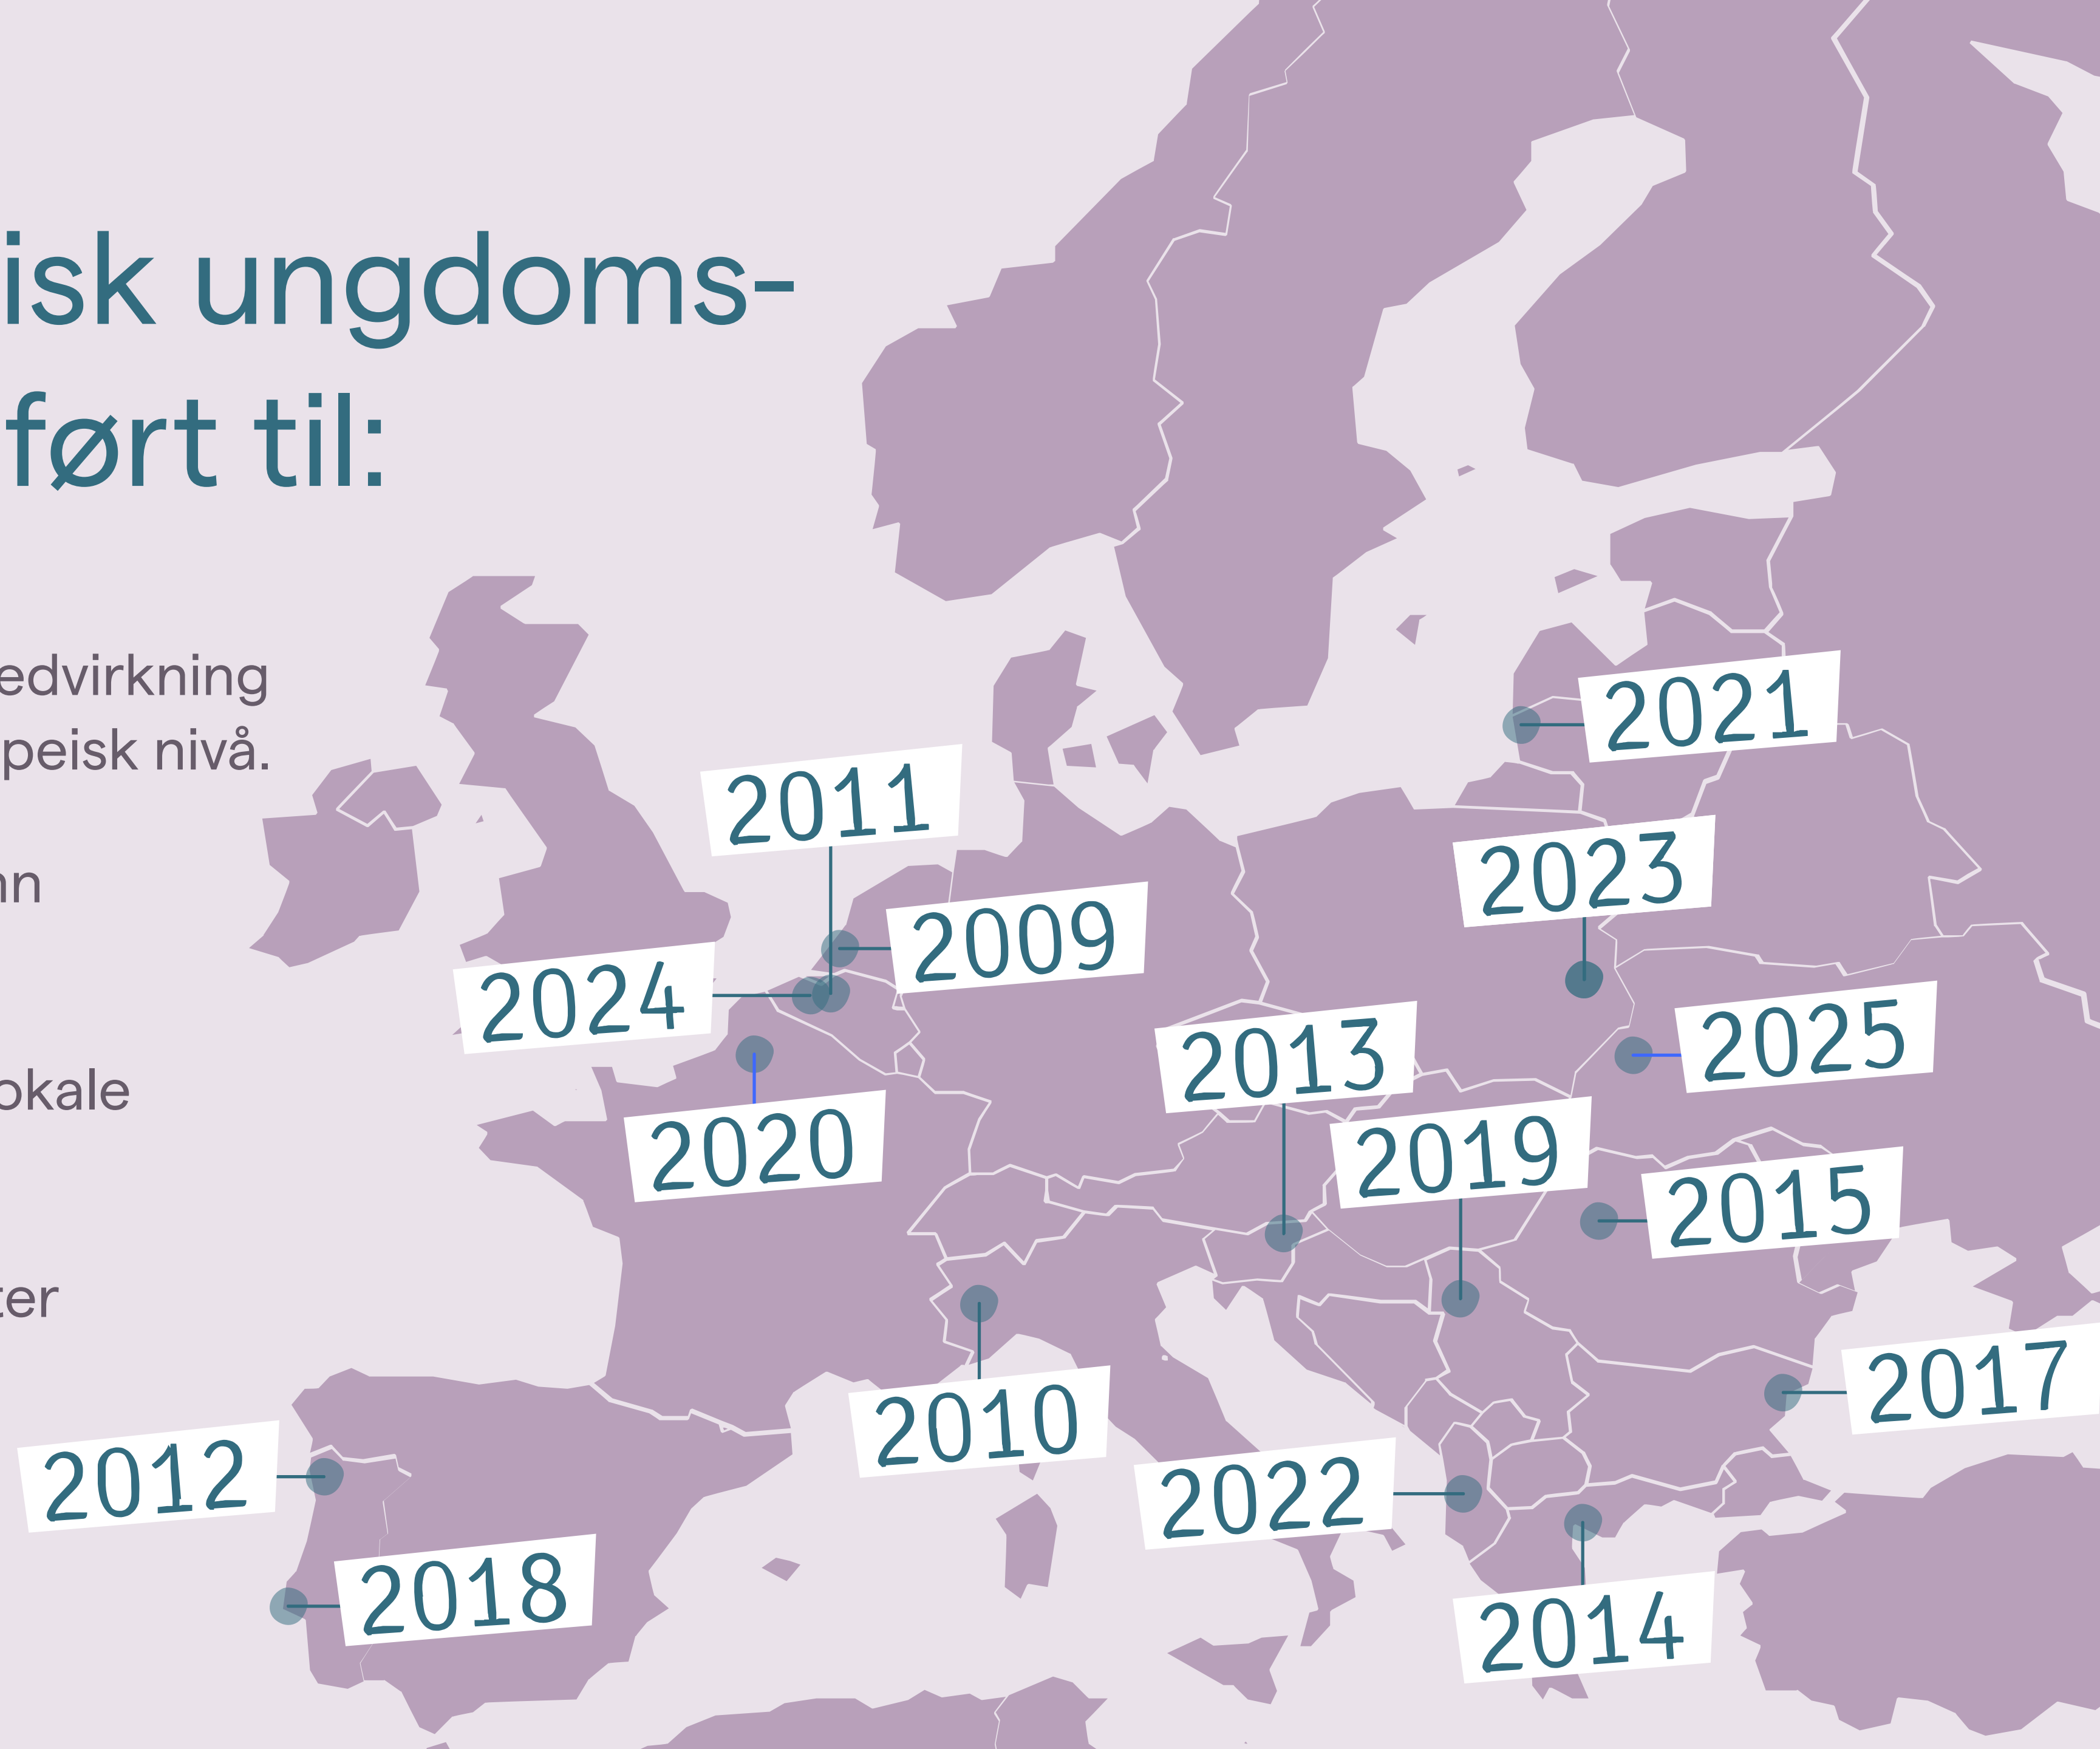 isk ungdoms-
ført til:
edvirkning
peisk nivå.
nn
okale
ter
2021
2011
2023
2009
2024
2025
2013
2020
2019
2015
2017
2010
2012
2022
2018
2014